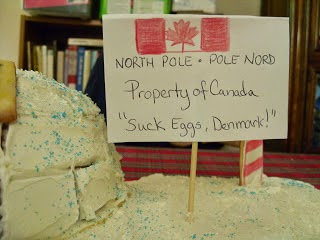 NORTH POLE • POLE NORD
Property of Canada
"Suck Eggs, Denmark!"